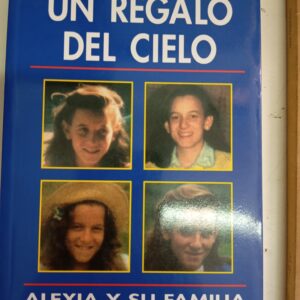 UN REGALO
DEL CIELO
ALEXIA Y SU FAMILIA